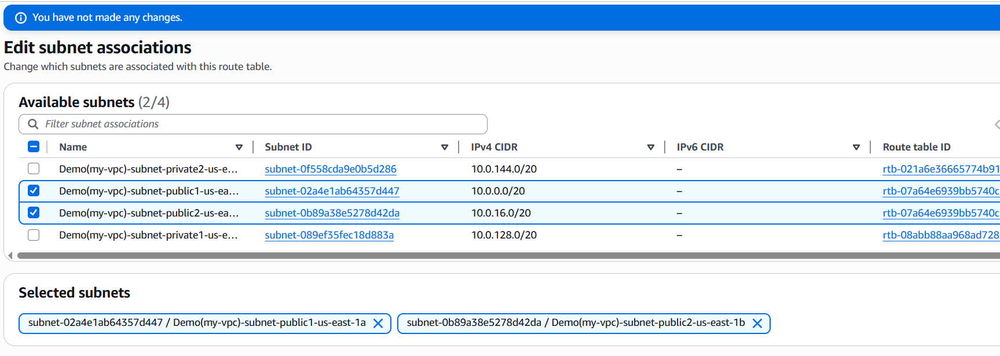 You have not made any changes.
Edit subnet associations
Change which subnets are associated with this route table.
Available subnets (2/4)
Filter subnet associations
Name Subnet ID IPv4 CIDR IPv6 CIDR Route table ID
Demo(my-vpc)-subnet-private2-us-e... subnet-0f558cda9e0b5d286 10.0.144.0/20 – rtb-021a6e36665774b91
Demo(my-vpc)-subnet-public1-us-ea... subnet-02a4e1ab64357d447 10.0.0.0/20 – rtb-07a64e6939bb5740c
Demo(my-vpc)-subnet-public2-us-ea... subnet-0b89a38e5278d42da 10.0.16.0/20 – rtb-07a64e6939bb5740c
Demo(my-vpc)-subnet-private1-us-e... subnet-089ef35fec18d883a 10.0.128.0/20 – rtb-08abb88aa968ad728
Selected subnets
subnet-02a4e1ab64357d447 / Demo(my-vpc)-subnet-public1-us-east-1a subnet-0b89a38e5278d42da / Demo(my-vpc)-subnet-public2-us-east-1b